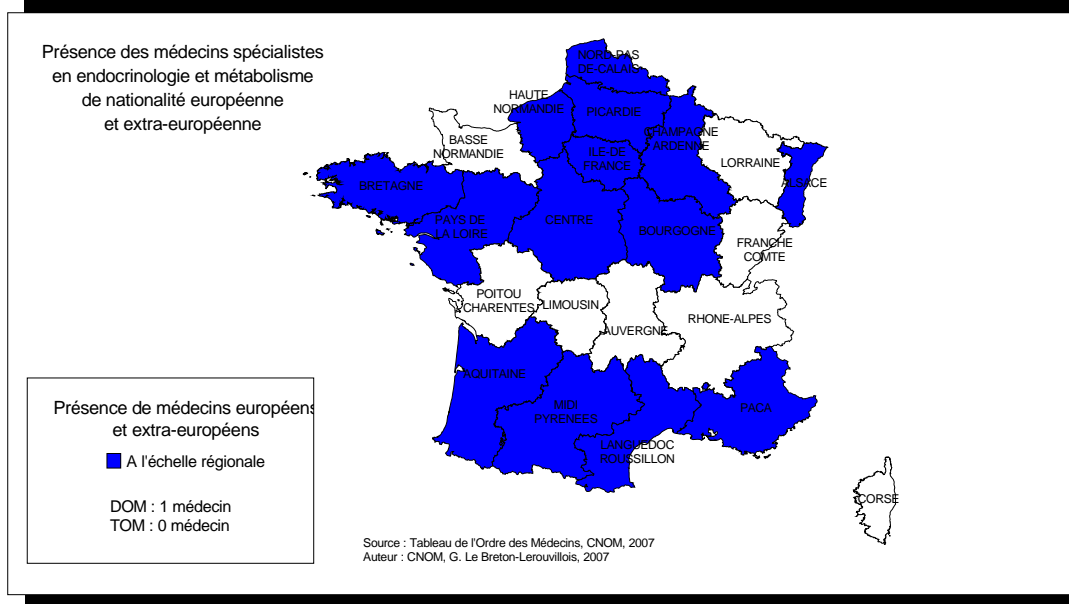 Présence des médecins spécialistes
en endocrinologie et métabolisme
de nationalité européenne
et extra-européenne
NORD-PAS
DE-CALAIS
HAUTE
NORMANDIE
PICARDIE
BASSE
NORMANDIE
CHAMPAGNE
ARDENNE
ILE-DE
FRANCE
LORRAINE
ALSACE
BRETAGNE
PAYS DE
LA LOIRE
CENTRE
BOURGOGNE
FRANCHE
COMTE
POITOU
CHARENTES
LIMOUSIN
AUVERGNE
RHONE-ALPES
AQUITAINE
MIDI
PYRENEES
LANGUEDOC
ROUSSILLON
PACA
CORSE
Présence de médecins européens
et extra-européens
A l'échelle régionale
DOM : 1 médecin
TOM : 0 médecin
Source : Tableau de l'Ordre des Médecins, CNOM, 2007
Auteur : CNOM, G. Le Breton-Lerouvillois, 2007